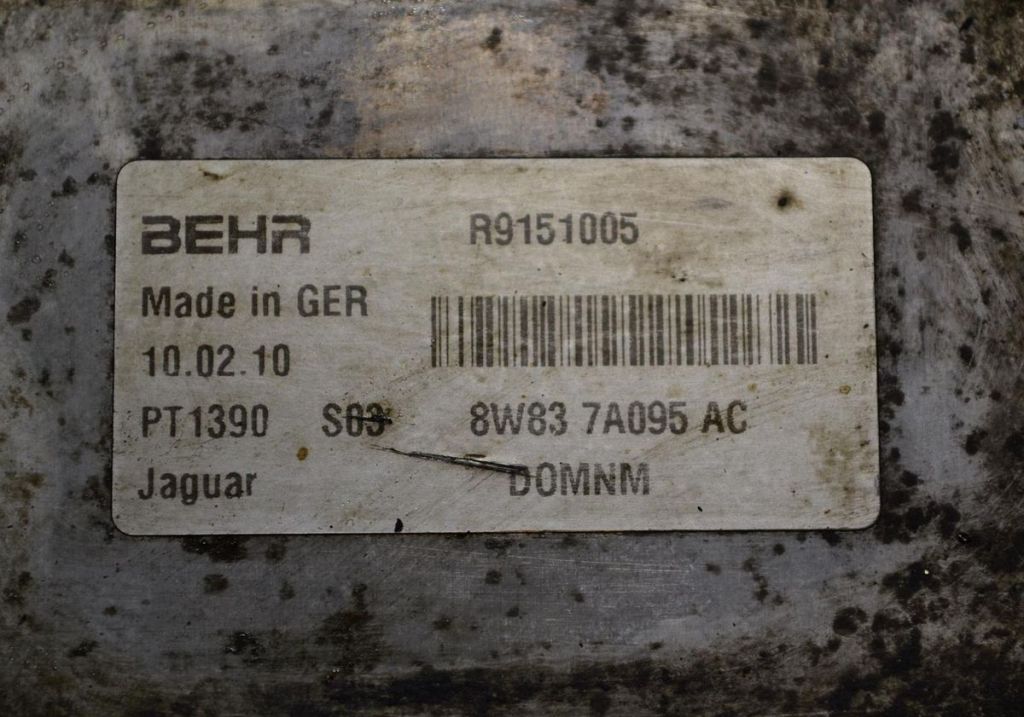 BEHR R9151005
Made in GER
10.02.10
PT1390 S03 8W83 7A095 AC
Jaguar DOMNM